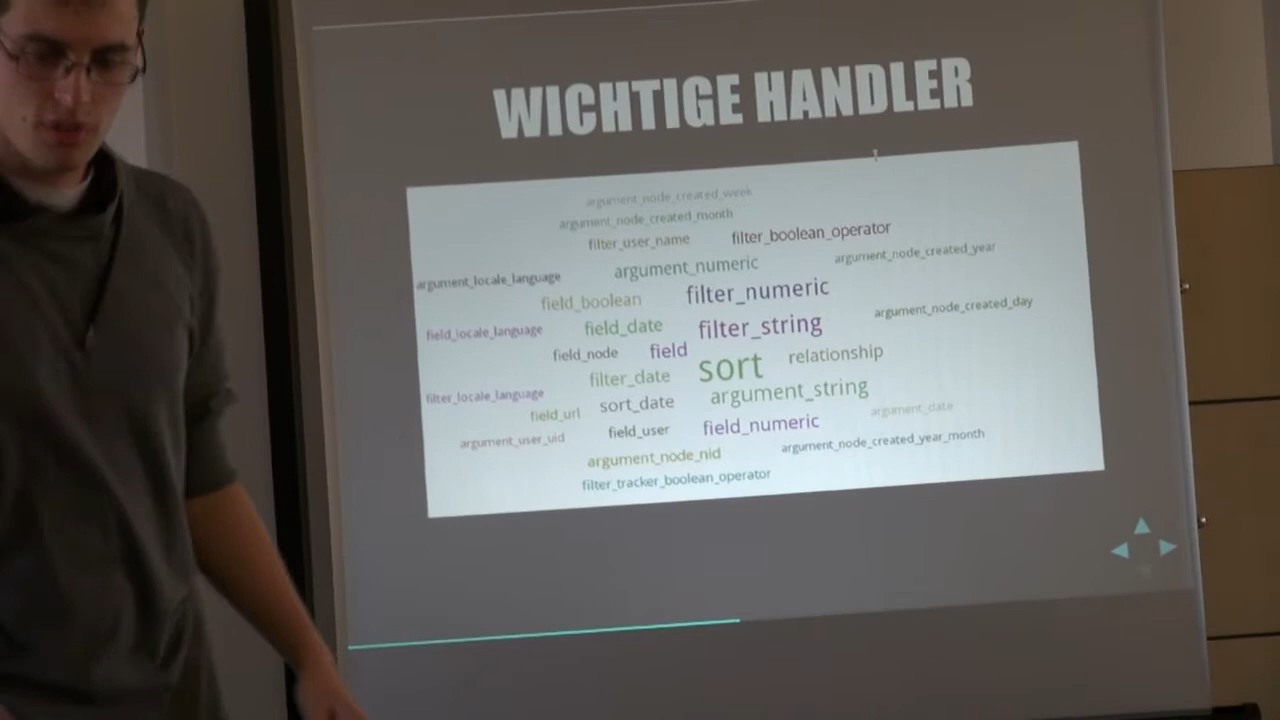 WICHTIGE HANDLER
argument_node_created_week
argument_node_created_month
filter_user_name filter_boolean_operator
argument_locale_language argument_numeric argument_node_created_year
field_boolean filter_numeric
field_locale_language field_date filter_string argument_node_created_day
field_node field sort relationship
filter_locale_language filter_date argument_string
field_url sort_date argument_date
argument_user_uid field_user field_numeric argument_node_created_year_month
argument_node_nid
filter_tracker_boolean_operator